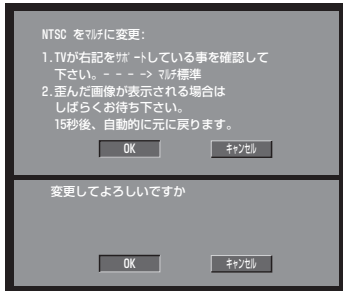 NTSC をﾏﾙﾁに変更:
1.TVが右記をｻﾎﾟｰﾄしている事を確認して
下さい。- - - -> ﾏﾙﾁ標準
2.歪んだ画像が表示される場合は
しばらくお待ち下さい。
15秒後、自動的に元に戻ります。
OK ｷｬﾝｾﾙ
変更してよろしいですか
OK ｷｬﾝｾﾙ